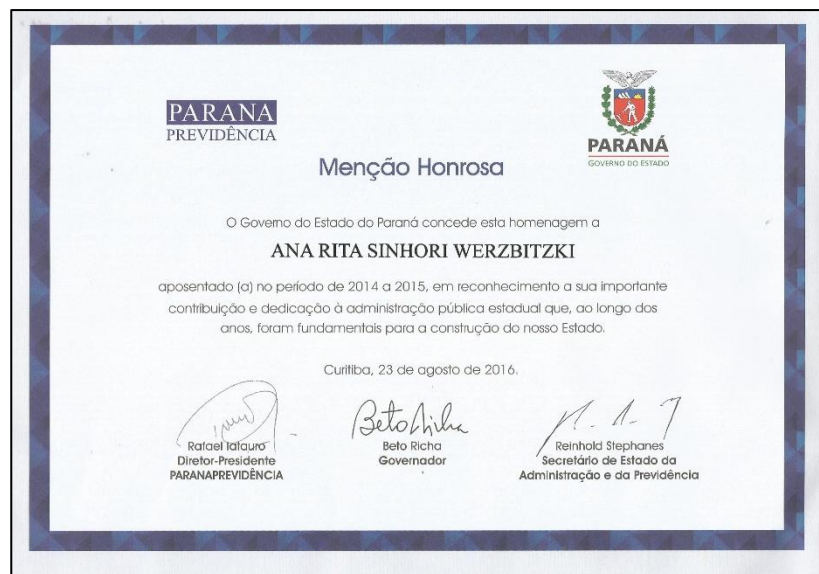 PARANA
PREVIDÊNCIA
PARANÁ
GOVERNO DO ESTADO
Menção Honrosa
O Governo do Estado do Paraná concede esta homenagem a
ANA RITA SINHORI WERZBITZKI
aposentado (a) no período de 2014 a 2015, em reconhecimento a sua importante
contribuição e dedicação à administração pública estadual que, ao longo dos
anos, foram fundamentais para a construção do nosso Estado.
Curitiba, 23 de agosto de 2016.
Beto Richa
Rafael Iatauro
Diretor-Presidente
PARANAPREVIDÊNCIA
Beto Richa
Governador
Reinhold Stephanes
Secretário de Estado da
Administração e da Previdência